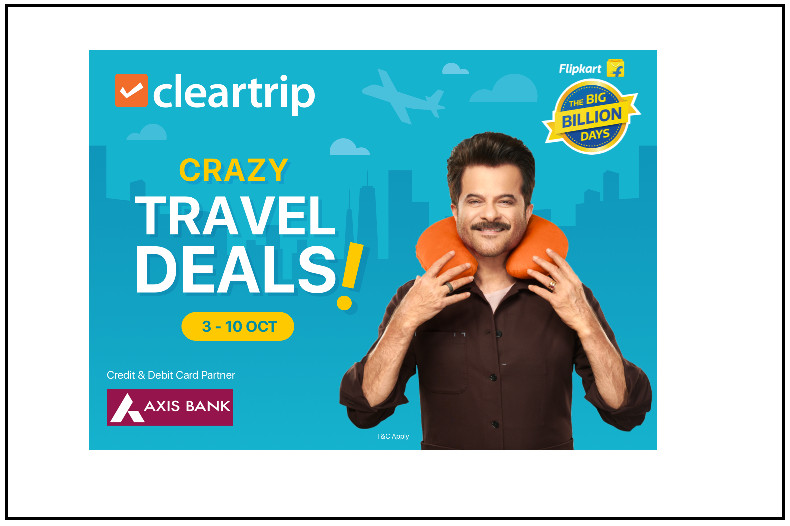 cleartrip
Flipkart
THE BIG
BILLION
DAYS
CRAZY
TRAVEL
DEALS!
3 - 10 OCT
Credit & Debit Card Partner
AXIS BANK
T&C Apply